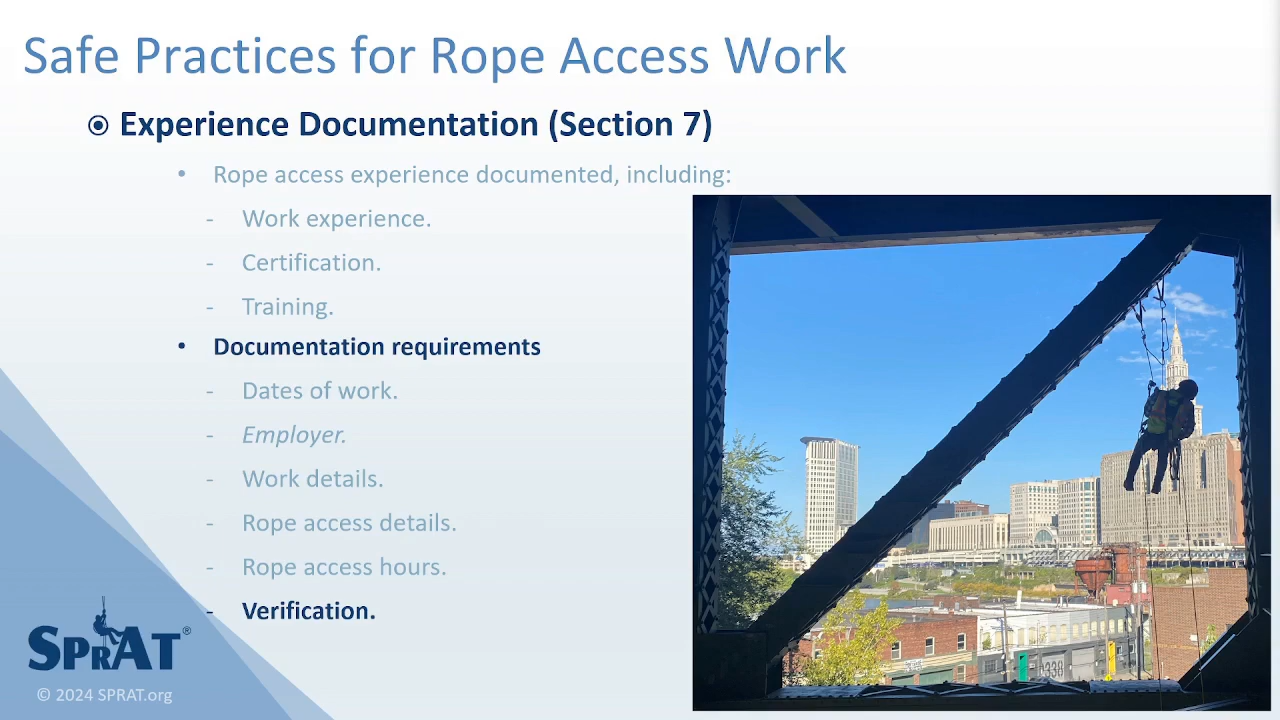 Safe Practices for Rope Access Work
Experience Documentation (Section 7)
• Rope access experience documented, including:
- Work experience.
- Certification.
- Training.
• Documentation requirements
- Dates of work.
- Employer.
- Work details.
- Rope access details.
- Rope access hours.
- Verification.
SPRAT®
© 2024 SPRAT.org